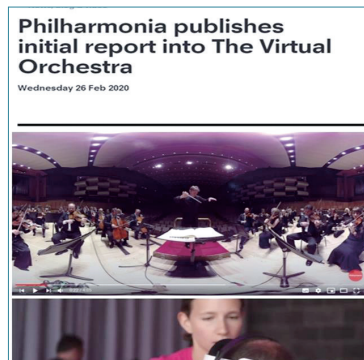 Philharmonia publishes
initial report into The Virtual
Orchestra
Wednesday 26 Feb 2020